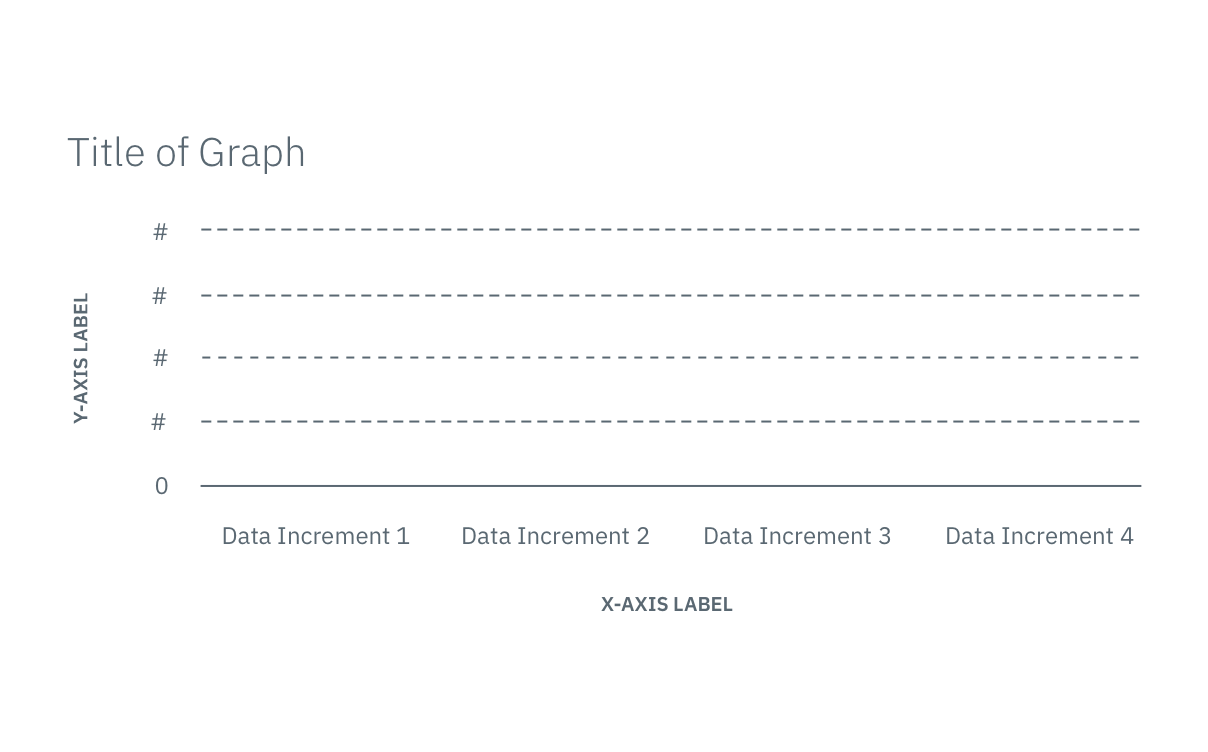 Title of Graph
#
#
Y-AXIS LABEL
#
#
0
Data Increment 1 Data Increment 2 Data Increment 3 Data Increment 4
X-AXIS LABEL